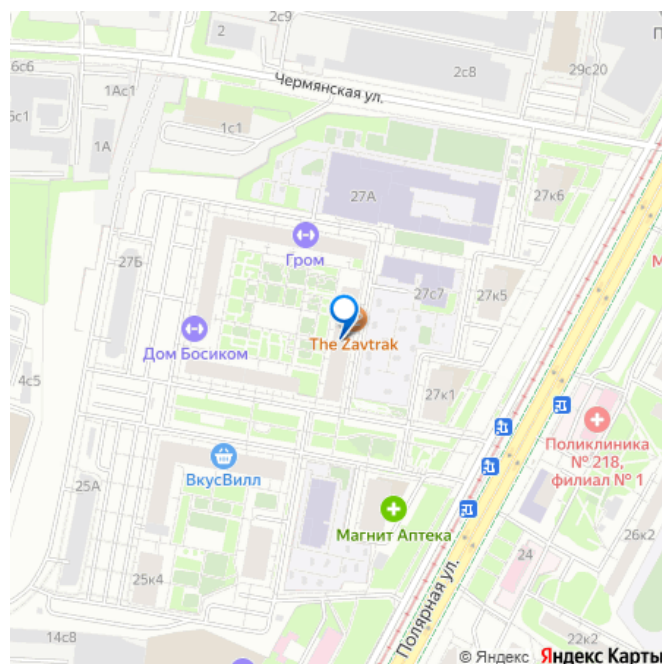 2с9
2
6с6
2с8
29с20
П
1Ас1
Чермянская ул.
6с1
1с1
1А
27А
27к6
Гром
27Б
М
27с7
27к5
The Zavtrak
Дом Босиком
4с5
27к1
Поликлиника
№ 218,
филиал № 1
ВкусВилл
25А
Магнит Аптека
26к2
24
25к4
Полярная ул.
14с8
22к2
© Яндекс Яндекс Карты